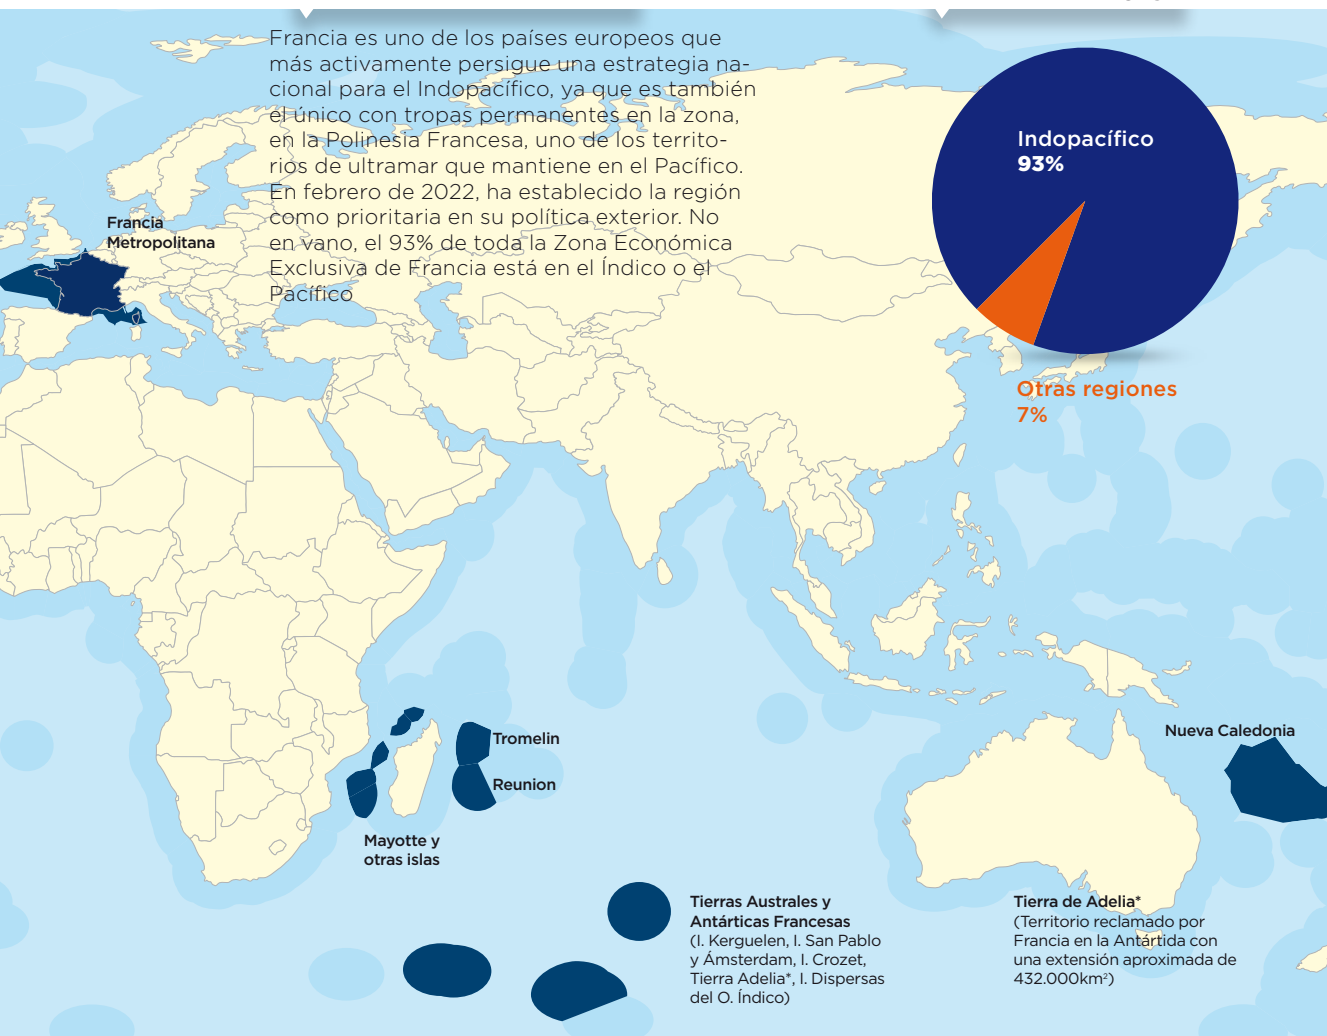 Francia es uno de los países europeos que
más activamente persigue una estrategia na-
cional para el Indopacífico, ya que es también
el único con tropas permanentes en la zona,
en la Polinesia Francesa, uno de los territo-
rios de ultramar que mantiene en el Pacífico.
En febrero de 2022, ha establecido la región
como prioritaria en su política exterior. No
en vano, el 93% de toda la Zona Económica
Exclusiva de Francia está en el Índico o el
Pacífico
Indopacífico
93%
Otras regiones
7%
Francia
Metropolitana
Tromelin
Reunion
Mayotte y
otras islas
Nueva Caledonia
Tierras Australes y
Antárticas Francesas
(I. Kerguelen, I. San Pablo
y Ámsterdam, I. Crozet,
Tierra Adelia*, I. Dispersas
del O. Índico)
Tierra de Adelia*
(Territorio reclamado por
Francia en la Antártida con
una extensión aproximada de
432.000km²)